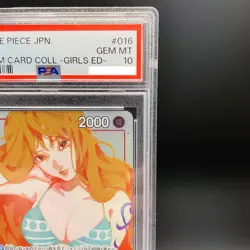 E PIECE JPN. #016
GEM MT
M CARD COLL -GIRLS ED- 10
PSA
2000